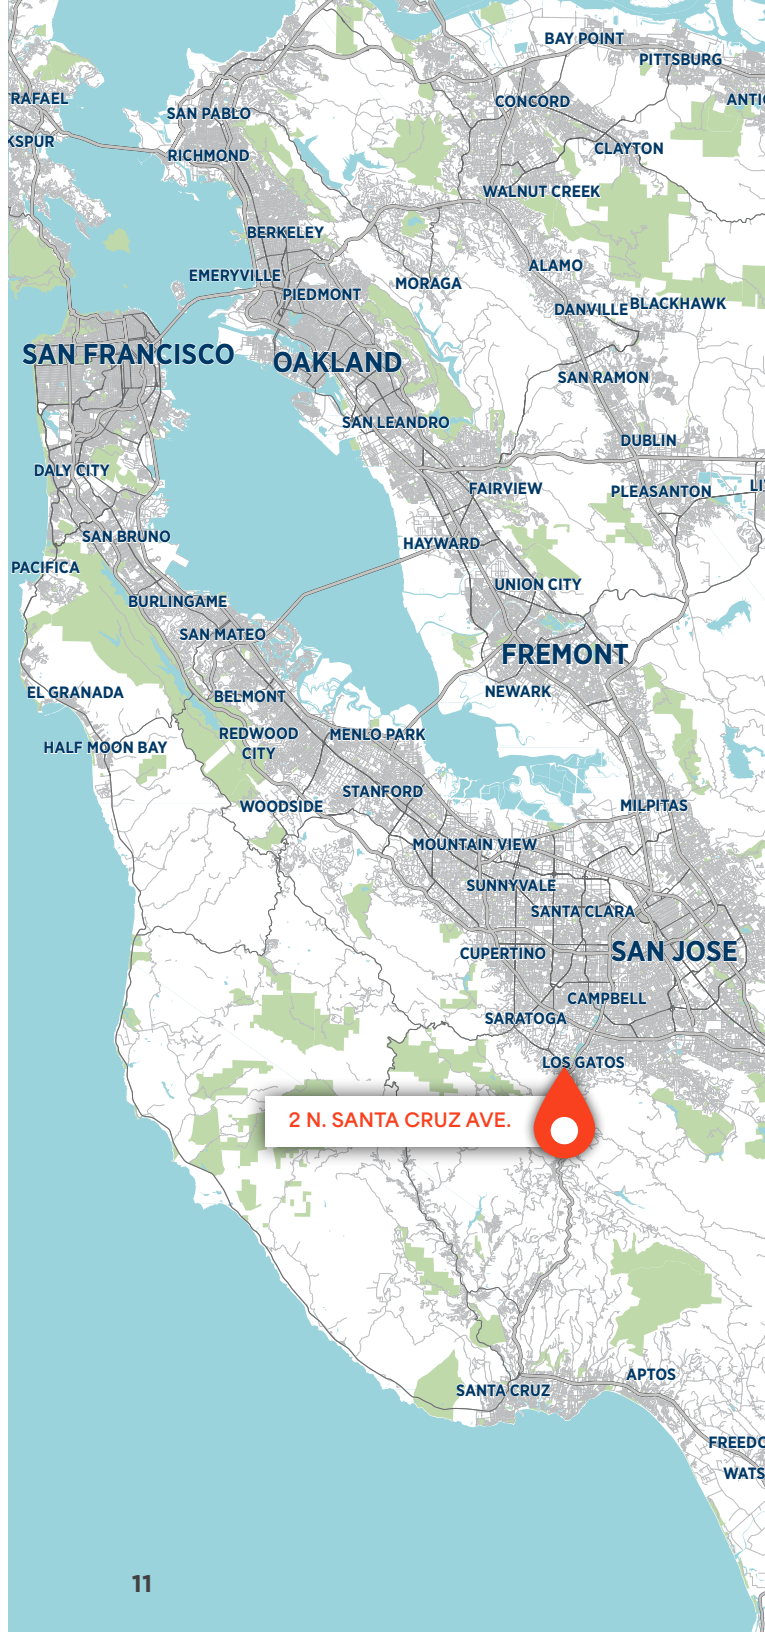 BAY POINT
PITTSBURG
RAFAEL
CONCORD
ANTIO
SAN PABLO
KSPUR
CLAYTON
RICHMOND
WALNUT CREEK
BERKELEY
ALAMO
EMERYVILLE
MORAGA
PIEDMONT
BLACKHAWK
DANVILLE
SAN FRANCISCO
OAKLAND
SAN RAMON
SAN LEANDRO
DUBLIN
DALY CITY
FAIRVIEW
PLEASANTON
LI
SAN BRUNO
HAYWARD
PACIFICA
UNION CITY
BURLINGAME
SAN MATEO
FREMONT
EL GRANADA
BELMONT
NEWARK
REDWOOD
CITY
MENLO PARK
HALF MOON BAY
STANFORD
WOODSIDE
MILPITAS
MOUNTAIN VIEW
SUNNYVALE
SANTA CLARA
CUPERTINO
SAN JOSE
CAMPBELL
SARATOGA
LOS GATOS
2 N. SANTA CRUZ AVE.
APTOS
SANTA CRUZ
FREEDO
WATS
11